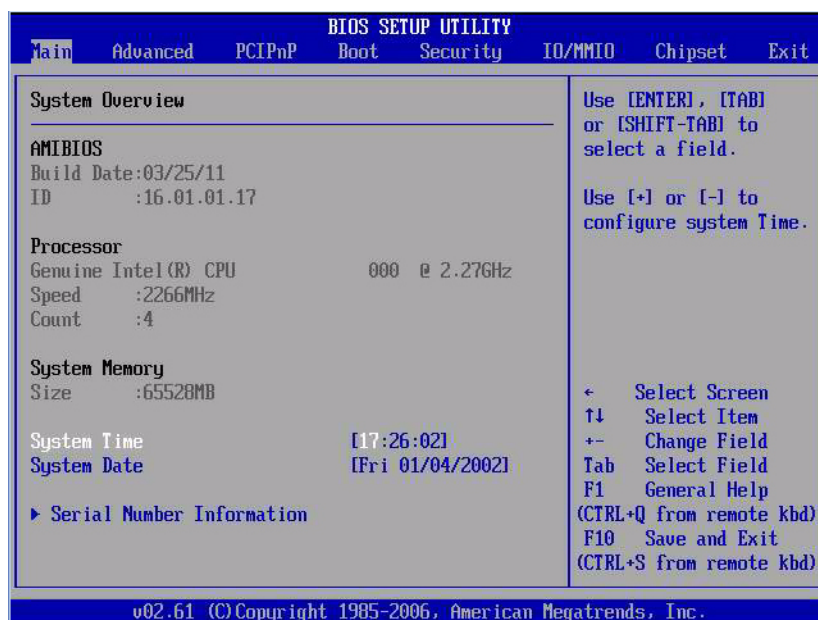 BIOS SETUP UTILITY
Main Advanced PCIPnP Boot Security IO/MMIO Chipset Exit
System Overview
AMIBIOS
Build Date:03/25/11
ID :16.01.01.17
Processor
Genuine Intel(R) CPU 000 @ 2.27GHz
Speed :2266MHz
Count :4
System Memory
Size :65528MB
System Time [17:26:02]
System Date [Fri 01/04/2002]
▶ Serial Number Information
Use [ENTER], [TAB]
or [SHIFT-TAB] to
select a field.
Use [+] or [-] to
configure system Time.
← Select Screen
↑↓ Select Item
+- Change Field
Tab Select Field
F1 General Help
(CTRL+Q from remote kbd)
F10 Save and Exit
(CTRL+S from remote kbd)
v02.61 (C)Copyright 1985-2006, American Megatrends, Inc.